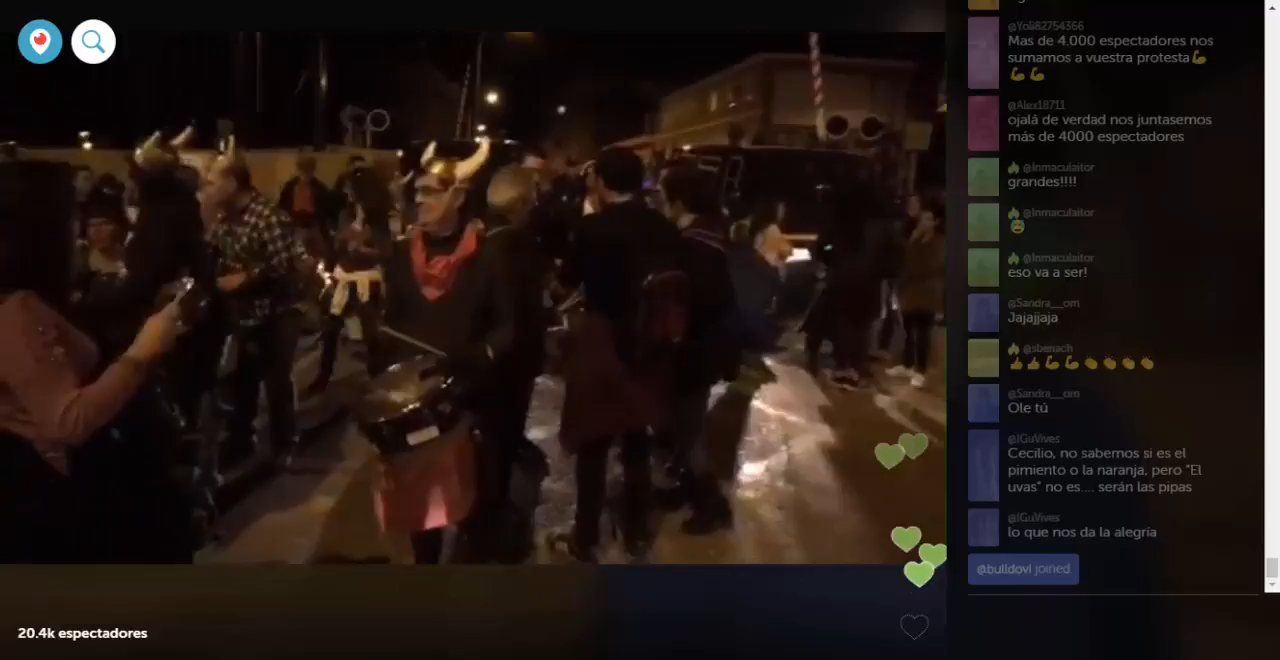 @Yoli82754366
Mas de 4.000 espectadores nos
sumamos a vuestra protesta💪
💪 💪
@Alex18711
ojalá de verdad nos juntasemos
más de 4000 espectadores
@Inmaculaitor
grandes!!!!
@Inmaculaitor
@Inmaculaitor
eso va a ser!
@Sandra__om
Jajajjaja
@sbenach
👍👍💪💪👏👏👏👏
@Sandra__om
Ole tú
@IGuVives
Cecilio, no sabemos si es el
pimiento o la naranja, pero "El
uvas" no es.... serán las pipas
@IGuVives
lo que nos da la alegría
@bulldovi joined
20.4k espectadores